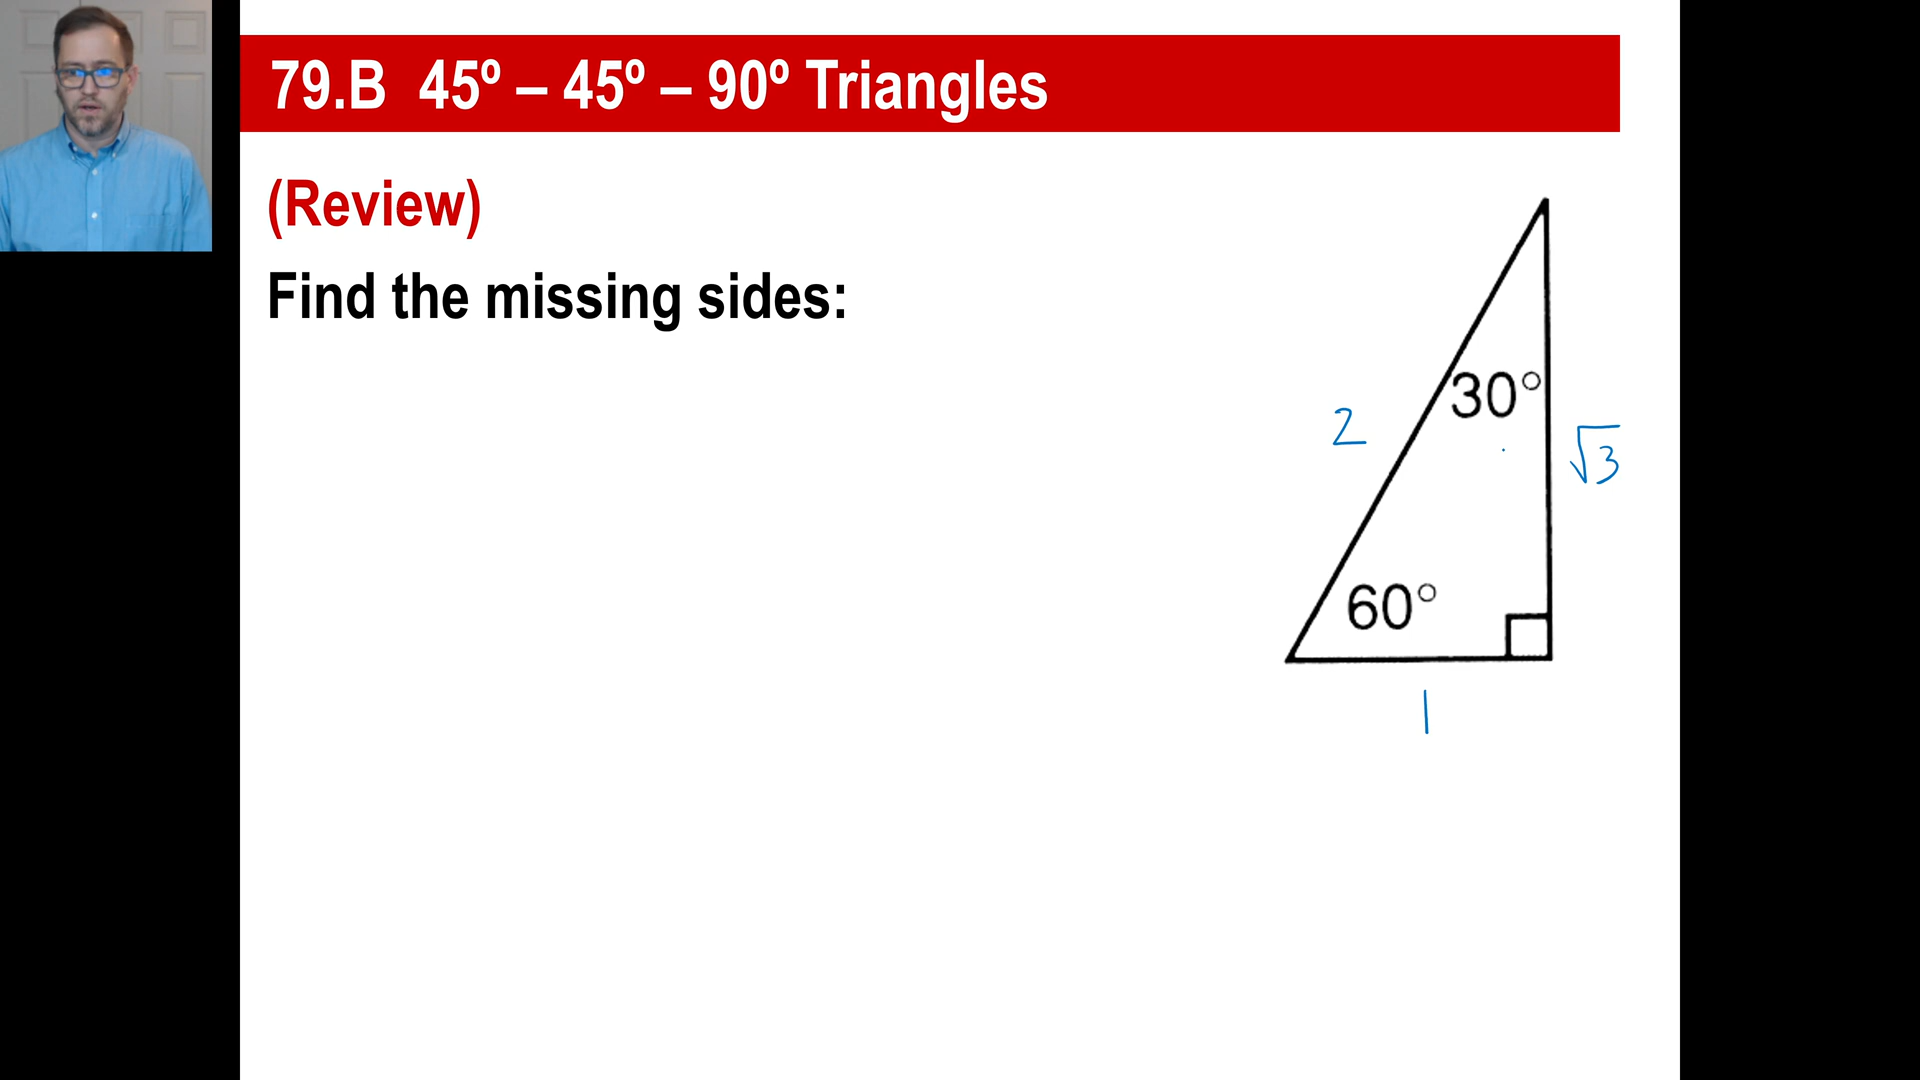 79.B 45º – 45º – 90º Triangles
(Review)
Find the missing sides:
30°
2
√3
60°
1